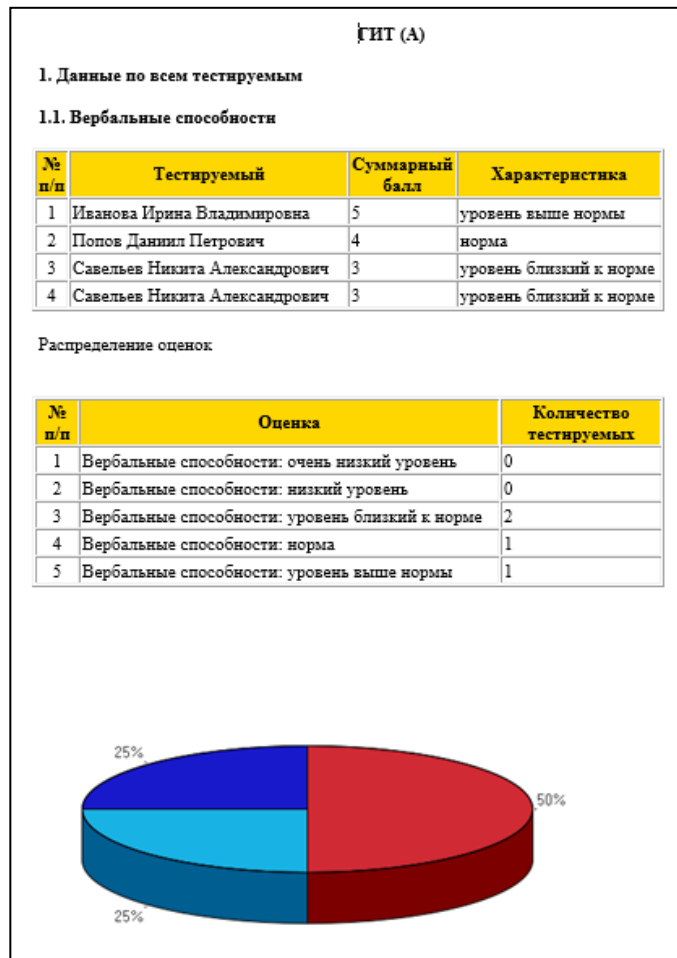 ГИТ (А)
1. Данные по всем тестируемым
1.1. Вербальные способности
№ п/п Тестируемый Суммарный балл Характеристика
1 Иванова Ирина Владимировна 5 уровень выше нормы
2 Попов Даниил Петрович 4 норма
3 Савельев Никита Александрович 3 уровень близкий к норме
4 Савельев Никита Александрович 3 уровень близкий к норме
Распределение оценок
№ п/п Оценка Количество тестируемых
1 Вербальные способности: очень низкий уровень 0
2 Вербальные способности: низкий уровень 0
3 Вербальные способности: уровень близкий к норме 2
4 Вербальные способности: норма 1
5 Вербальные способности: уровень выше нормы 1
25%
50%
25%